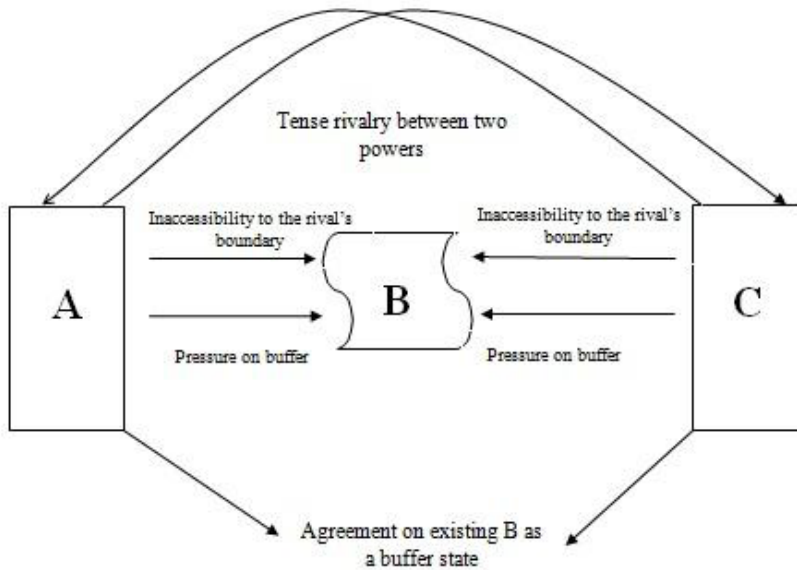 Tense rivalry between two
powers
Inaccessibility to the rival's
boundary
Inaccessibility to the rival's
boundary
A
B
C
Pressure on buffer
Pressure on buffer
Agreement on existing B as
a buffer state